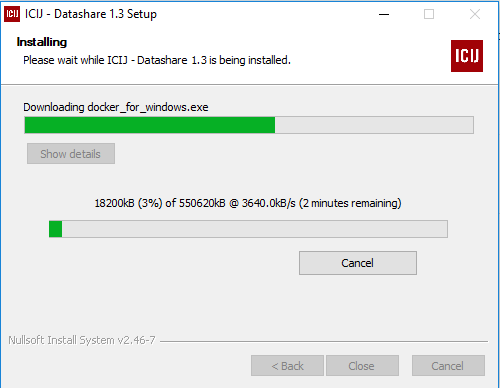 ICIJ - Datashare 1.3 Setup
Installing
Please wait while ICIJ - Datashare 1.3 is being installed.
ICIJ
Downloading docker_for_windows.exe
Show details
18200kB (3%) of 550620kB @ 3640.0kB/s (2 minutes remaining)
Cancel
Nullsoft Install System v2.46-7
< Back Close Cancel